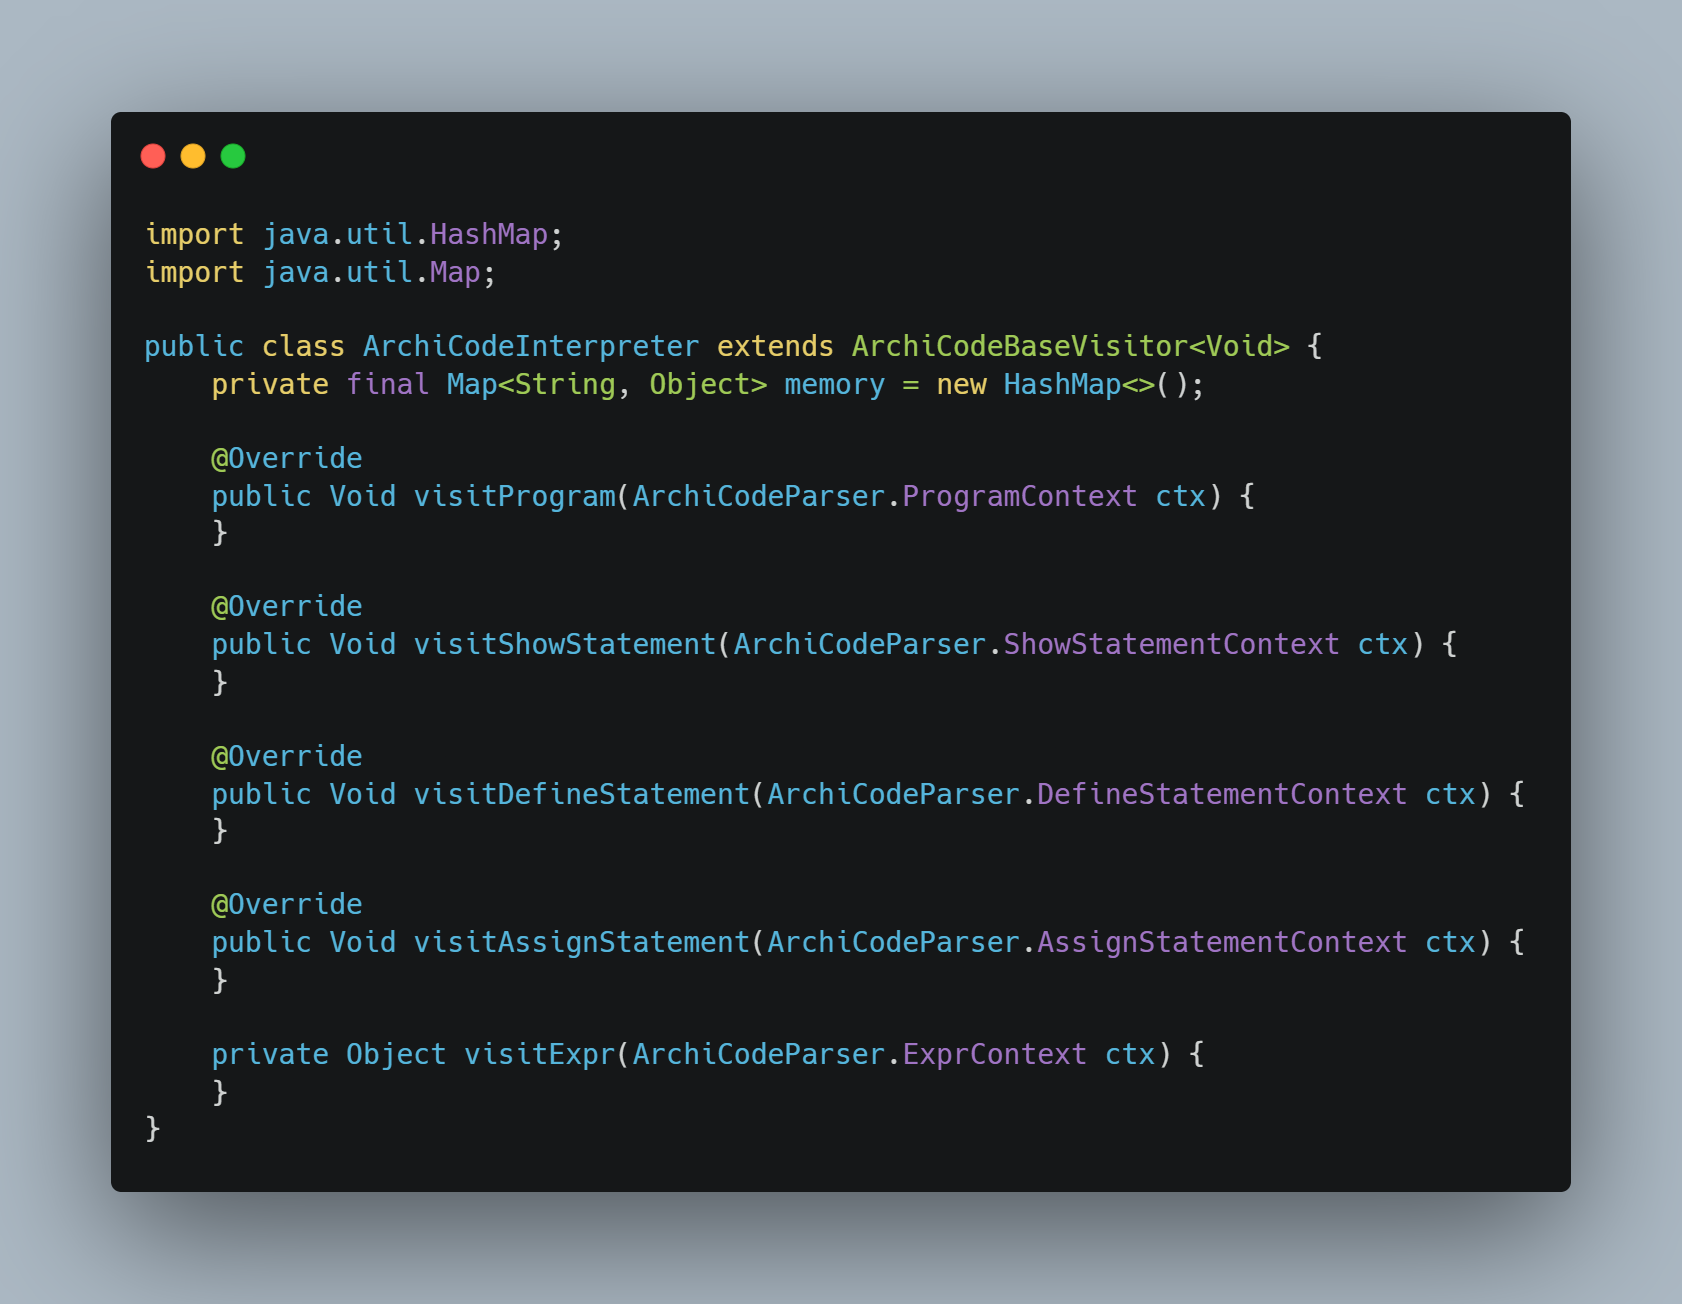 import java.util.HashMap;
import java.util.Map;

public class ArchiCodeInterpreter extends ArchiCodeBaseVisitor<Void> {
    private final Map<String, Object> memory = new HashMap<>();

    @Override
    public Void visitProgram(ArchiCodeParser.ProgramContext ctx) {
    }

    @Override
    public Void visitShowStatement(ArchiCodeParser.ShowStatementContext ctx) {
    }

    @Override
    public Void visitDefineStatement(ArchiCodeParser.DefineStatementContext ctx) {
    }

    @Override
    public Void visitAssignStatement(ArchiCodeParser.AssignStatementContext ctx) {
    }

    private Object visitExpr(ArchiCodeParser.ExprContext ctx) {
    }
}